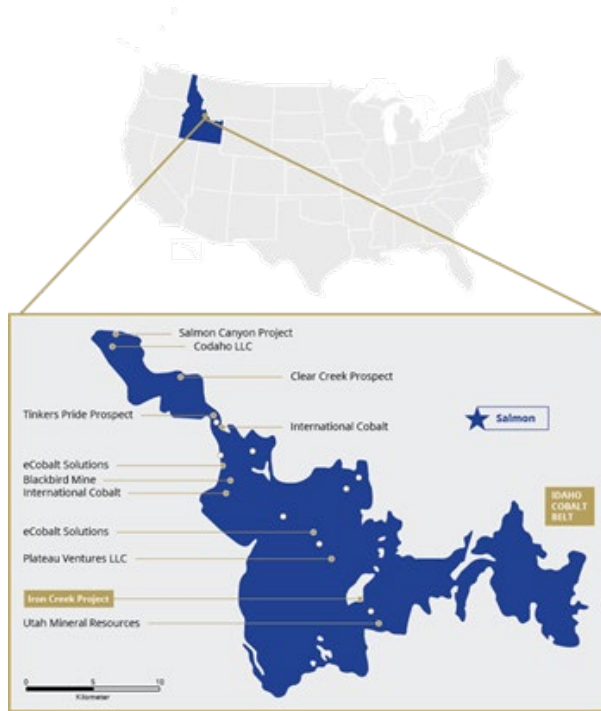 Salmon Canyon Project
Codaho LLC
Clear Creek Prospect
Tinkers Pride Prospect
International Cobalt
Salmon
eCobalt Solutions
Blackbird Mine
International Cobalt
IDAHO
COBALT
BELT
eCobalt Solutions
Plateau Ventures LLC
Iron Creek Project
Utah Mineral Resources
0 5 10
Kilometer